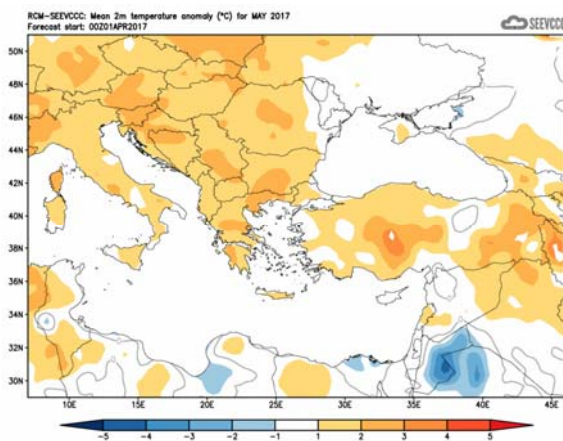 RCM-SEEVCCC: Mean 2m temperature anomaly (°C) for MAY 2017
Forecast start: 00Z01APR2017
SEEVCCC
50N
48N
46N
44N
42N
40N
38N
36N
34N
32N
30N
10E 15E 20E 25E 30E 35E 40E 45E
-5 -4 -3 -2 -1 1 2 3 4 5